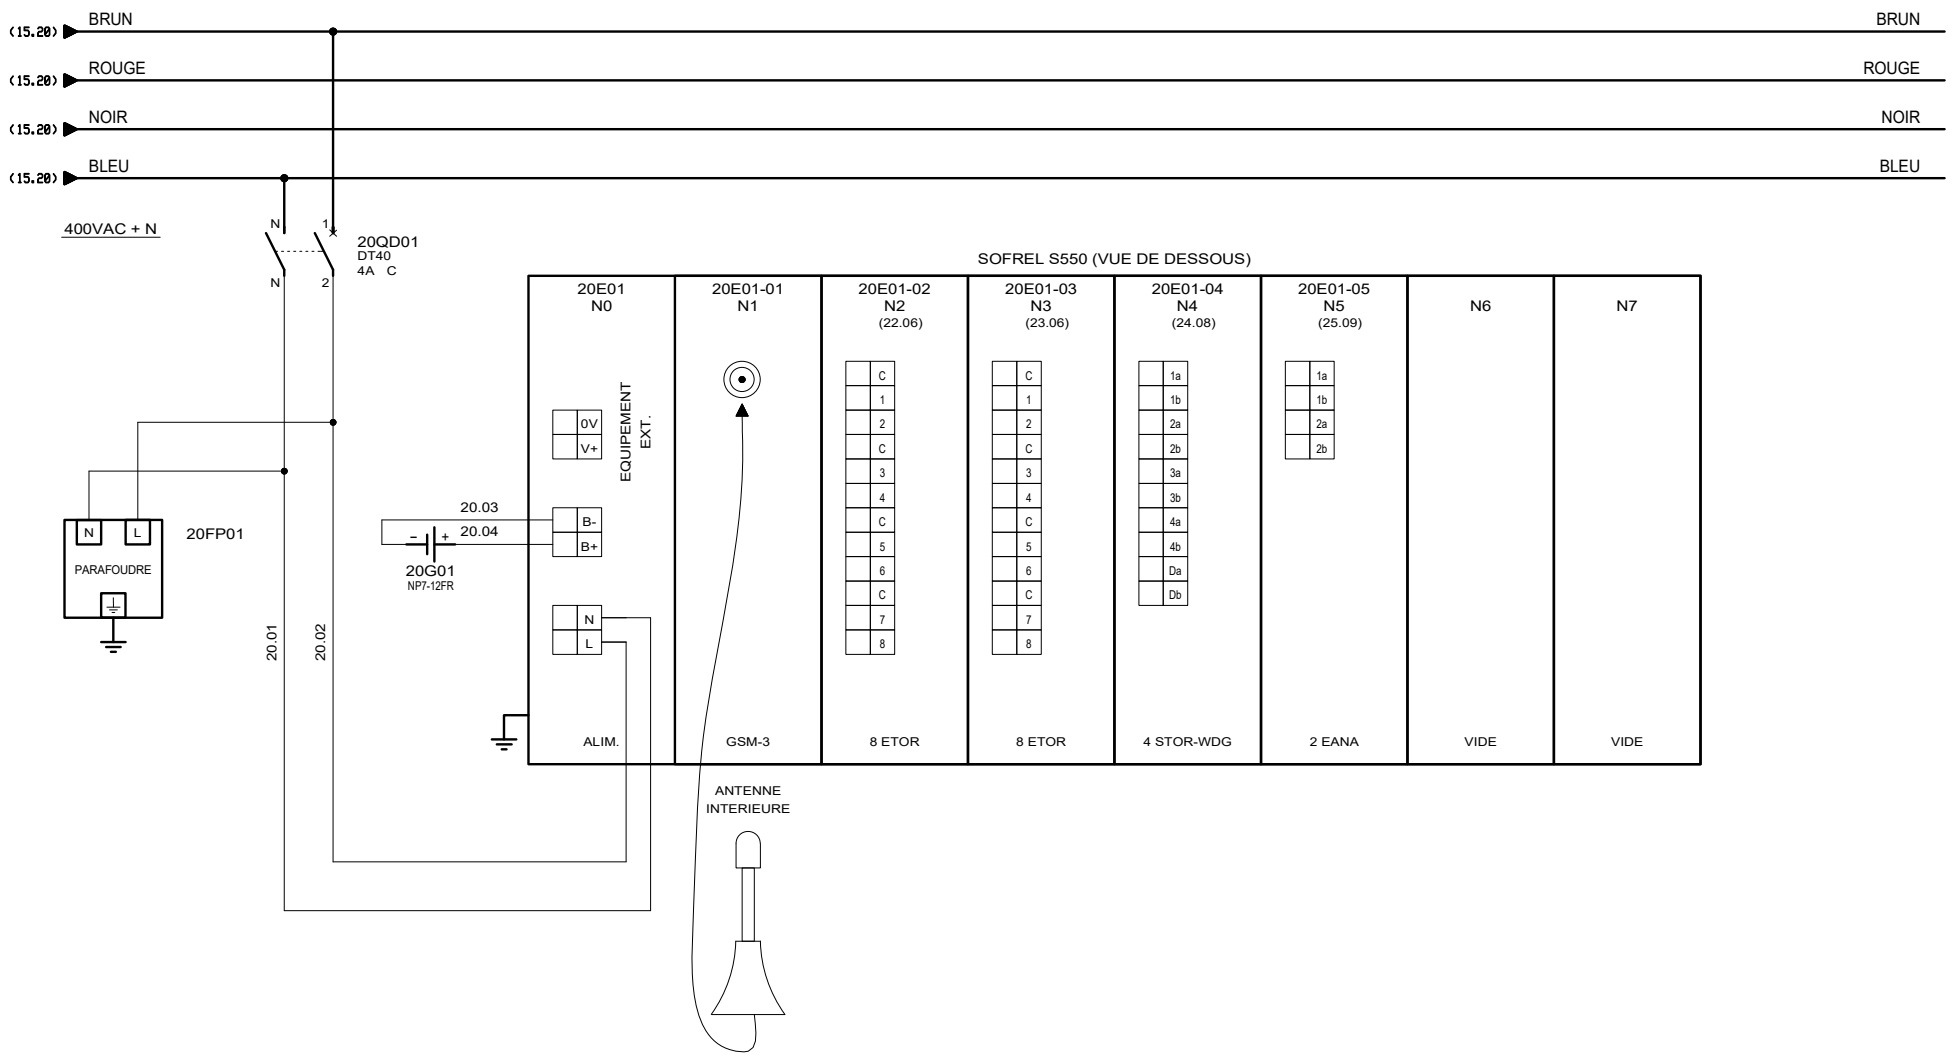 (15.20) BRUN BRUN
(15.20) ROUGE ROUGE
(15.20) NOIR NOIR
(15.20) BLEU BLEU
400VAC + N
N 1
20QD01
DT40
4A C
N 2
SOFREL S550 (VUE DE DESSOUS)
20E01
N0
0V
V+
EQUIPEMENT
EXT.
B-
B+
N
L
ALIM.
20E01-01
N1
GSM-3
20E01-02
N2
(22.06)
C
1
2
C
3
4
C
5
6
C
7
8
8 ETOR
20E01-03
N3
(23.06)
C
1
2
C
3
4
C
5
6
C
7
8
8 ETOR
20E01-04
N4
(24.08)
1a
1b
2a
2b
3a
3b
4a
4b
Da
Db
4 STOR-WDG
20E01-05
N5
(25.09)
1a
1b
2a
2b
2 EANA
N6
VIDE
N7
VIDE
20.03
20.04
- +
20G01
NP7-12FR
N L
20FP01
PARAFOUDRE
20.01
20.02
ANTENNE
INTERIEURE